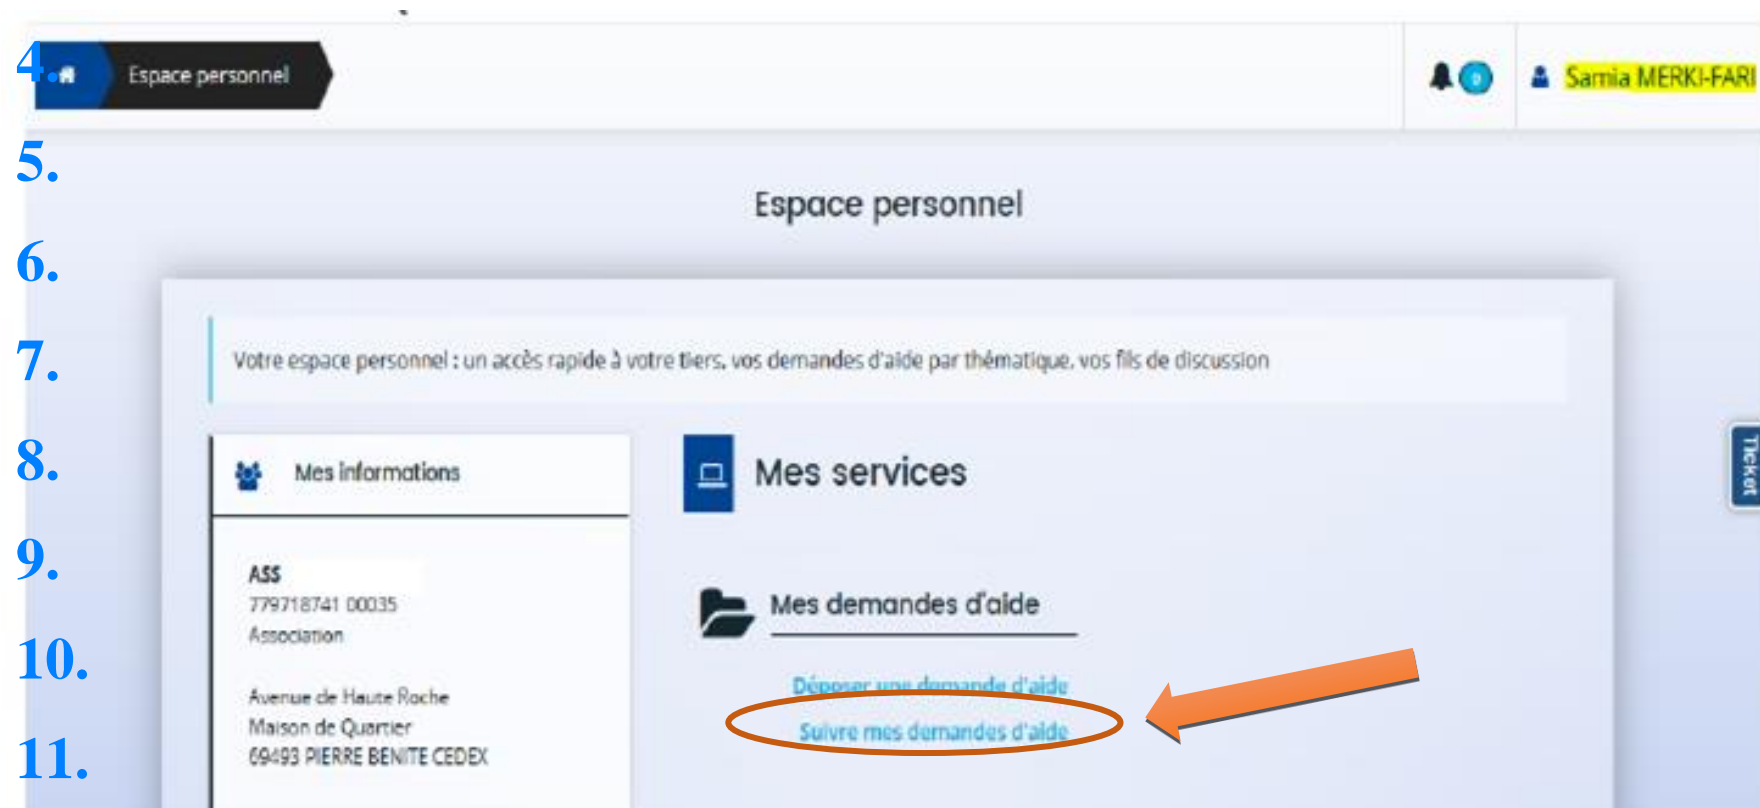 4.
Espace personnel
Samia MERKI-FARI
5.
Espace personnel
6.
7.
Votre espace personnel : un accès rapide à votre tiers, vos demandes d'aide par thématique, vos fils de discussion
8.
Mes informations
Mes services
Ticket
9.
ASS
779718741 00035
Association
Mes demandes d'aide
10.
Avenue de Haute Roche
Maison de Quartier
69493 PIERRE BENITE CEDEX
Déposer une demande d'aide
Suivre mes demandes d'aide
11.